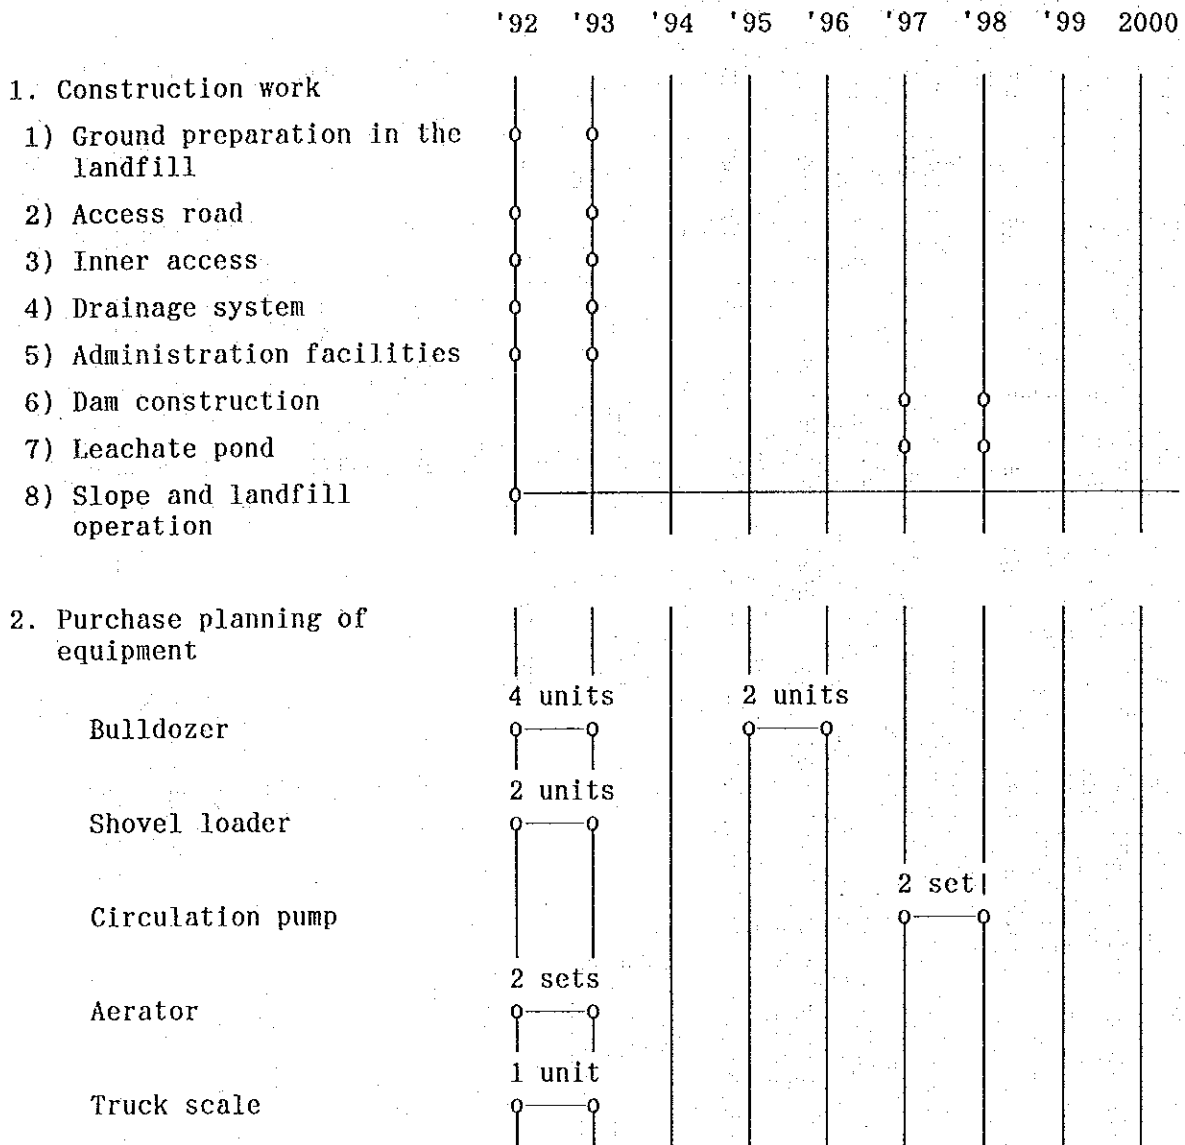 '92 '93 '94 '95 '96 '97 '98 '99 2000
1. Construction work
1) Ground preparation in the
landfill
2) Access road
3) Inner access
4) Drainage system
5) Administration facilities
6) Dam construction
7) Leachate pond
8) Slope and landfill
operation
2. Purchase planning of
equipment
4 units 2 units
Bulldozer
2 units
Shovel loader
2 set
Circulation pump
2 sets
Aerator
1 unit
Truck scale